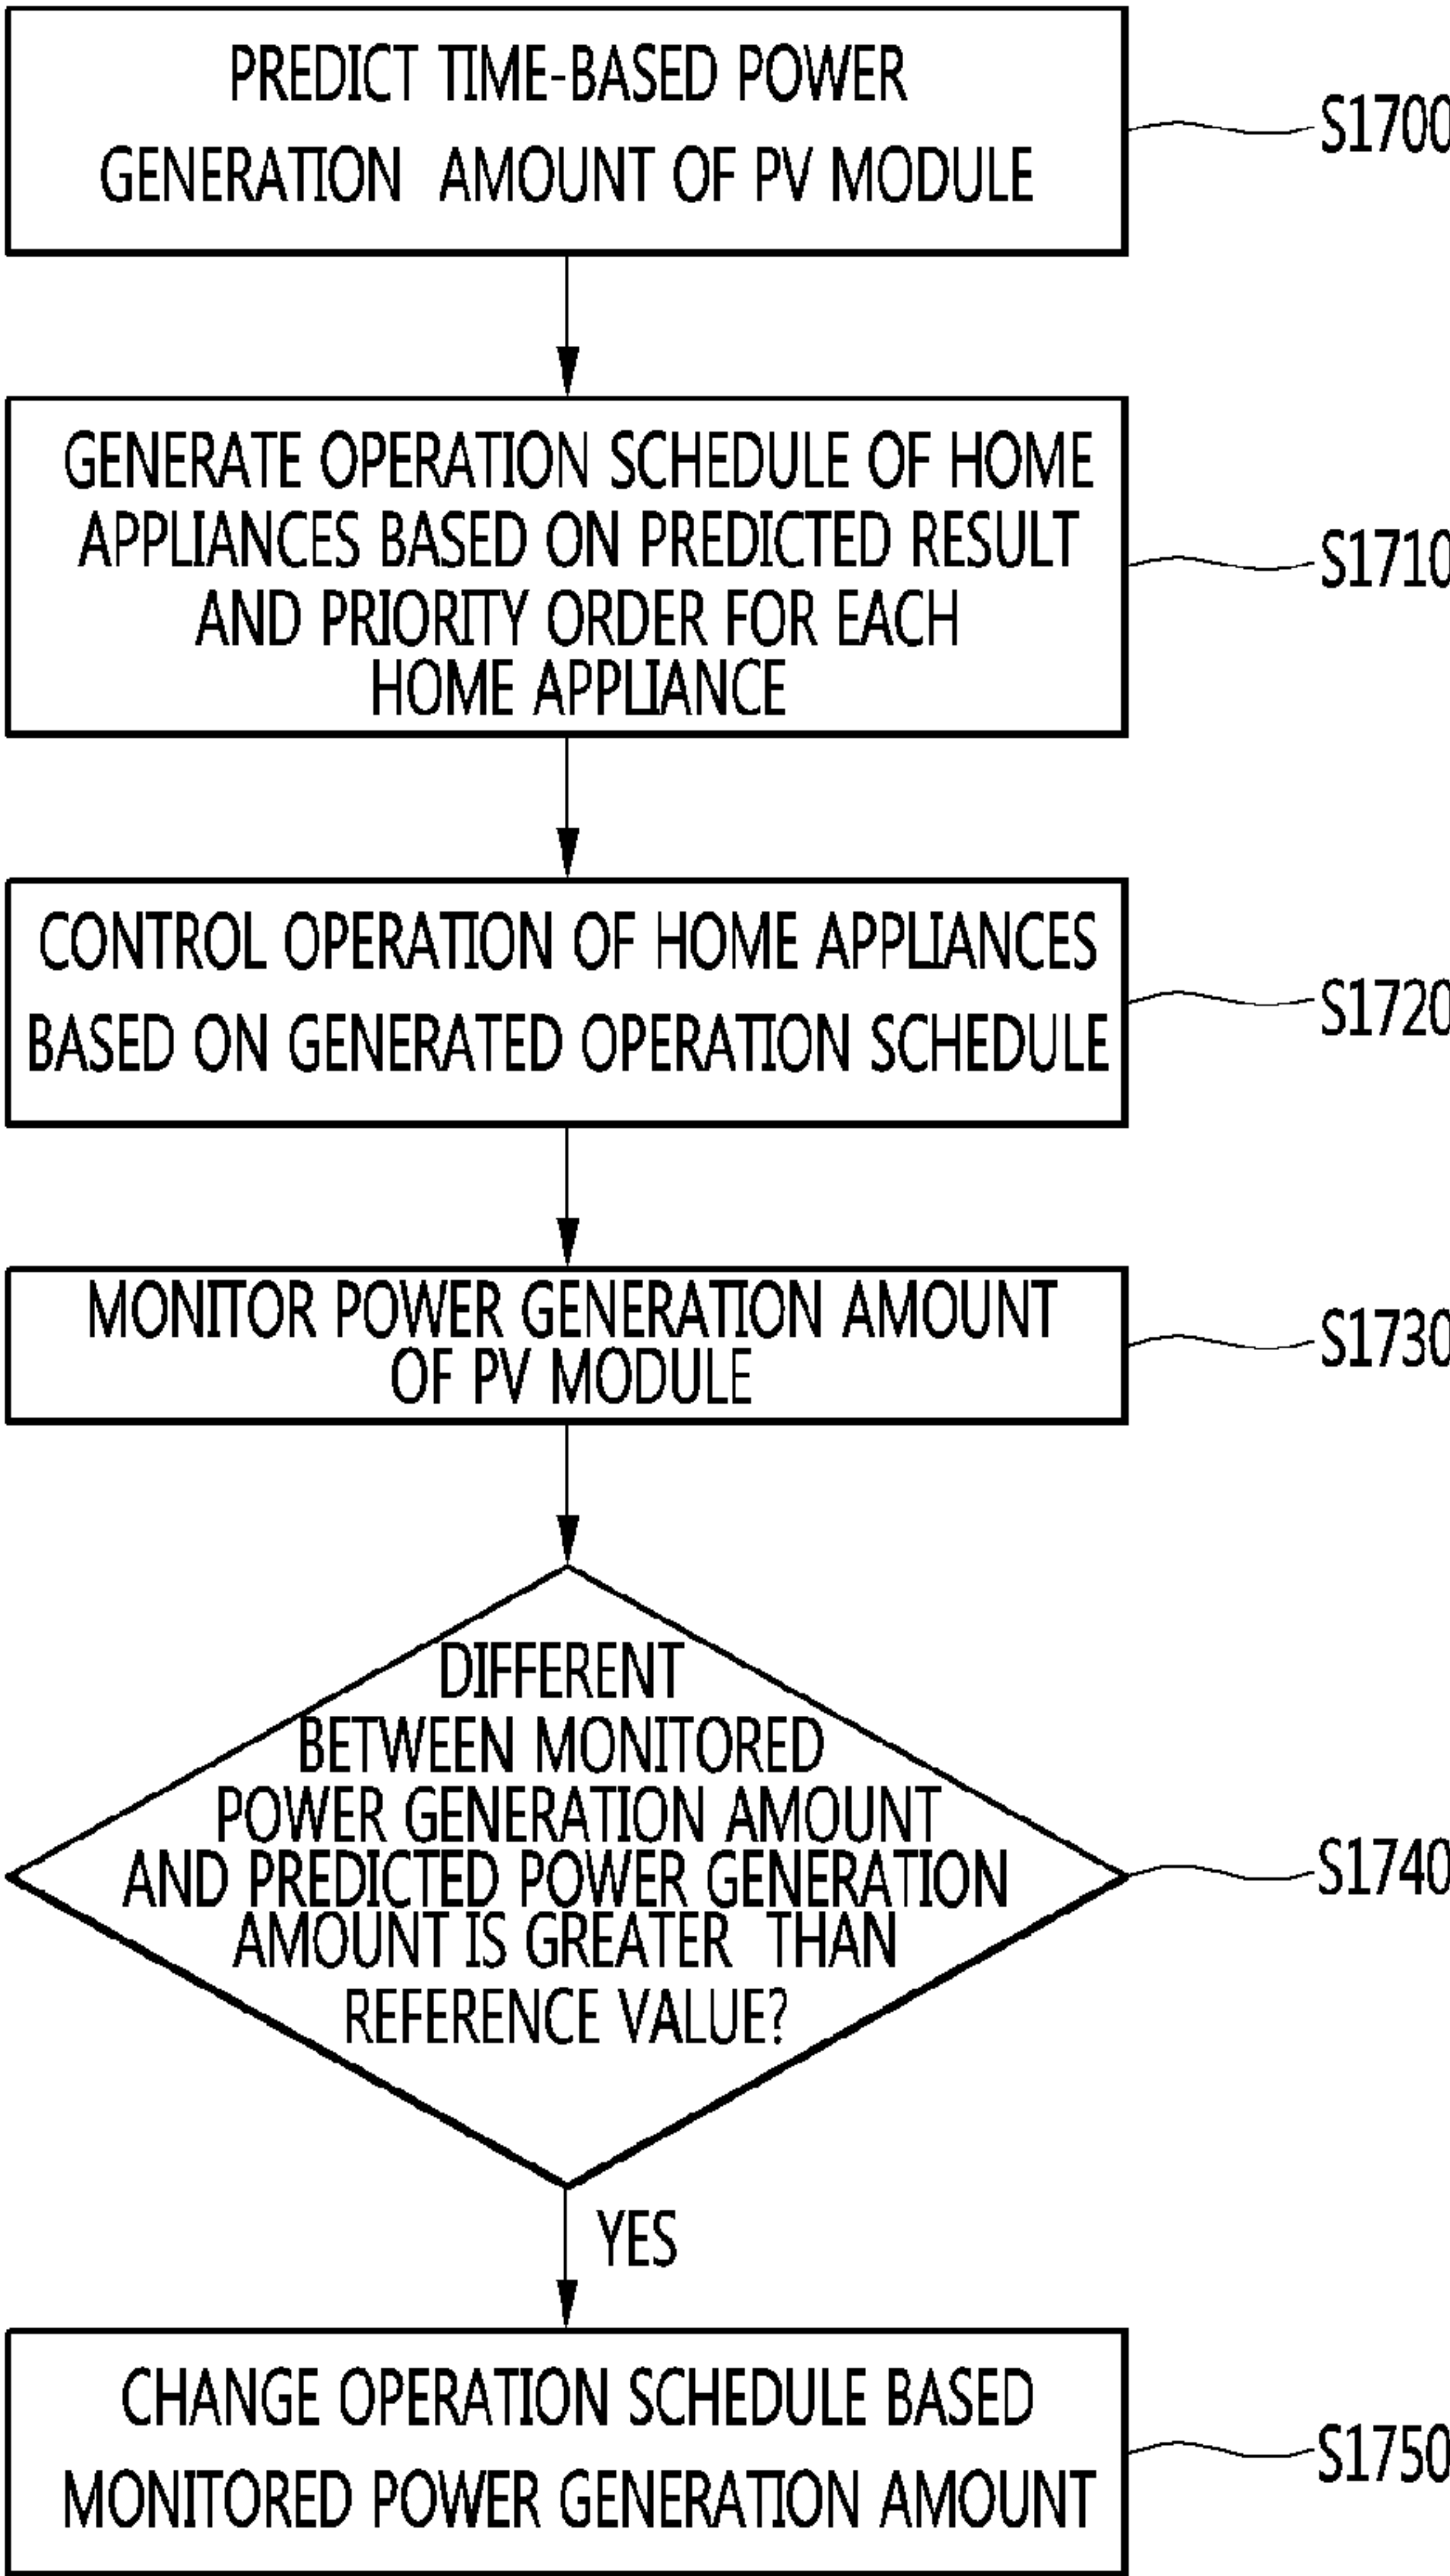 PREDICT TIME-BASED POWER
GENERATION AMOUNT OF PV MODULE
S1700
GENERATE OPERATION SCHEDULE OF HOME
APPLIANCES BASED ON PREDICTED RESULT
AND PRIORITY ORDER FOR EACH
HOME APPLIANCE
S1710
CONTROL OPERATION OF HOME APPLIANCES
BASED ON GENERATED OPERATION SCHEDULE
S1720
MONITOR POWER GENERATION AMOUNT
OF PV MODULE
S1730
DIFFERENT
BETWEEN MONITORED
POWER GENERATION AMOUNT
AND PREDICTED POWER GENERATION
AMOUNT IS GREATER THAN
REFERENCE VALUE?
S1740
YES
CHANGE OPERATION SCHEDULE BASED
MONITORED POWER GENERATION AMOUNT
S1750